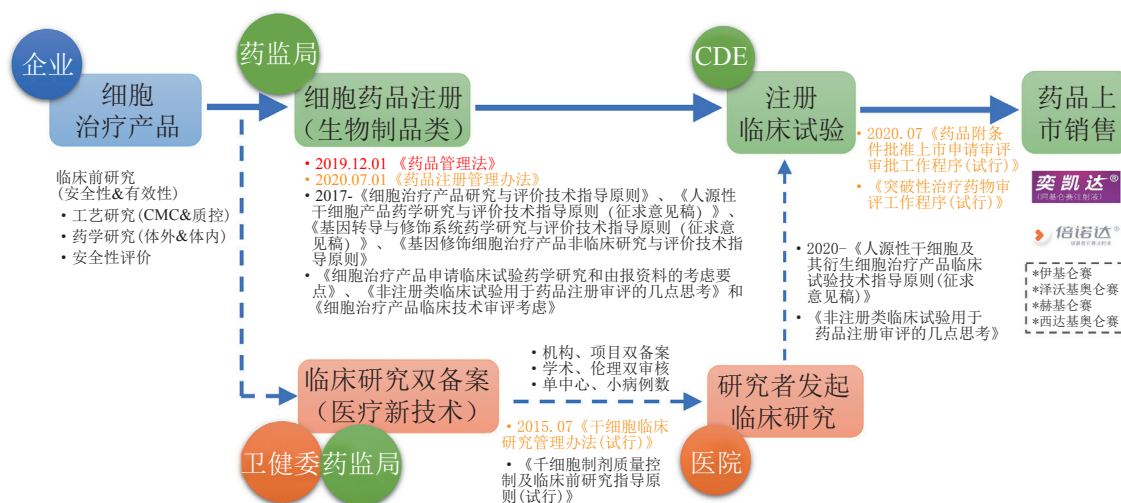 企业
细胞
治疗产品
临床前研究
(安全性&有效性)
• 工艺研究(CMC&质控)
• 药学研究(体外&体内)
• 安全性评价
药监局
细胞药品注册
(生物制品类)
• 2019.12.01 《药品管理法》
• 2020.07.01《药品注册管理办法》
• 2017-《细胞治疗产品研究与评价技术指导原则》、《人源性
干细胞产品药学研究与评价技术指导原则 (征求意见稿) 》、
《基因转导与修饰系统药学研究与评价技术指导原则 (征求意
见稿) 》、《基因修饰细胞治疗产品非临床研究与评价技术指
导原则》
• 《细胞治疗产品申请临床试验药学研究和由报资料的考虑要
点》、《非注册类临床试验用于药品注册审评的几点思考》和
《细胞治疗产品临床技术审评考虑》
CDE
注册
临床试验
• 2020.07《药品附条
件批准上市申请审评
审批工作程序(试行)》
• 《突破性治疗药物审
评工作程序(试行)》
药品上
市销售
奕凯达®
(阿基仑赛注射液)
倍诺达®
*伊基仑赛
*泽沃基奥仑赛
*赫基仑赛
*西达基奥仑赛
• 2020-《人源性干细胞及
其衍生细胞治疗产品临床
试验技术指导原则(征求
意见稿)》
• 《非注册类临床试验用于
药品注册审评的几点思考》
临床研究双备案
(医疗新技术)
卫健委
药监局
• 机构、项目双备案
• 学术、伦理双审核
• 单中心、小病例数
• 2015.07《干细胞临床
研究管理办法(试行)》
• 《千细胞制剂质量控
制及临床前研究指导原
则(试行)》
研究者发起
临床研究
医院